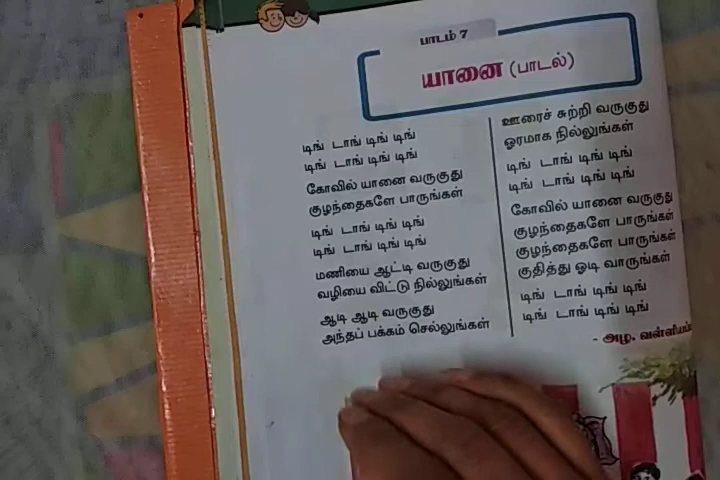 பாடம் 7
யானை (பாடல்)
டிங் டாங் டிங் டிங்
டிங் டாங் டிங் டிங்
கோவில் யானை வருகுது
குழந்தைகளே பாருங்கள்
டிங் டாங் டிங் டிங்
டிங் டாங் டிங் டிங்
மணியை ஆட்டி வருகுது
வழியை விட்டு நில்லுங்கள்
ஆடி ஆடி வருகுது
அந்தப் பக்கம் செல்லுங்கள்
ஊரைச் சுற்றி வருகுது
ஓரமாக நில்லுங்கள்
டிங் டாங் டிங் டிங்
டிங் டாங் டிங் டிங்
கோவில் யானை வருகுது
குழந்தைகளே பாருங்கள்
குழந்தைகளே பாருங்கள்
குதித்து ஓடி வாருங்கள்
டிங் டாங் டிங் டிங்
டிங் டாங் டிங் டிங்
- அழ. வள்ளியப்